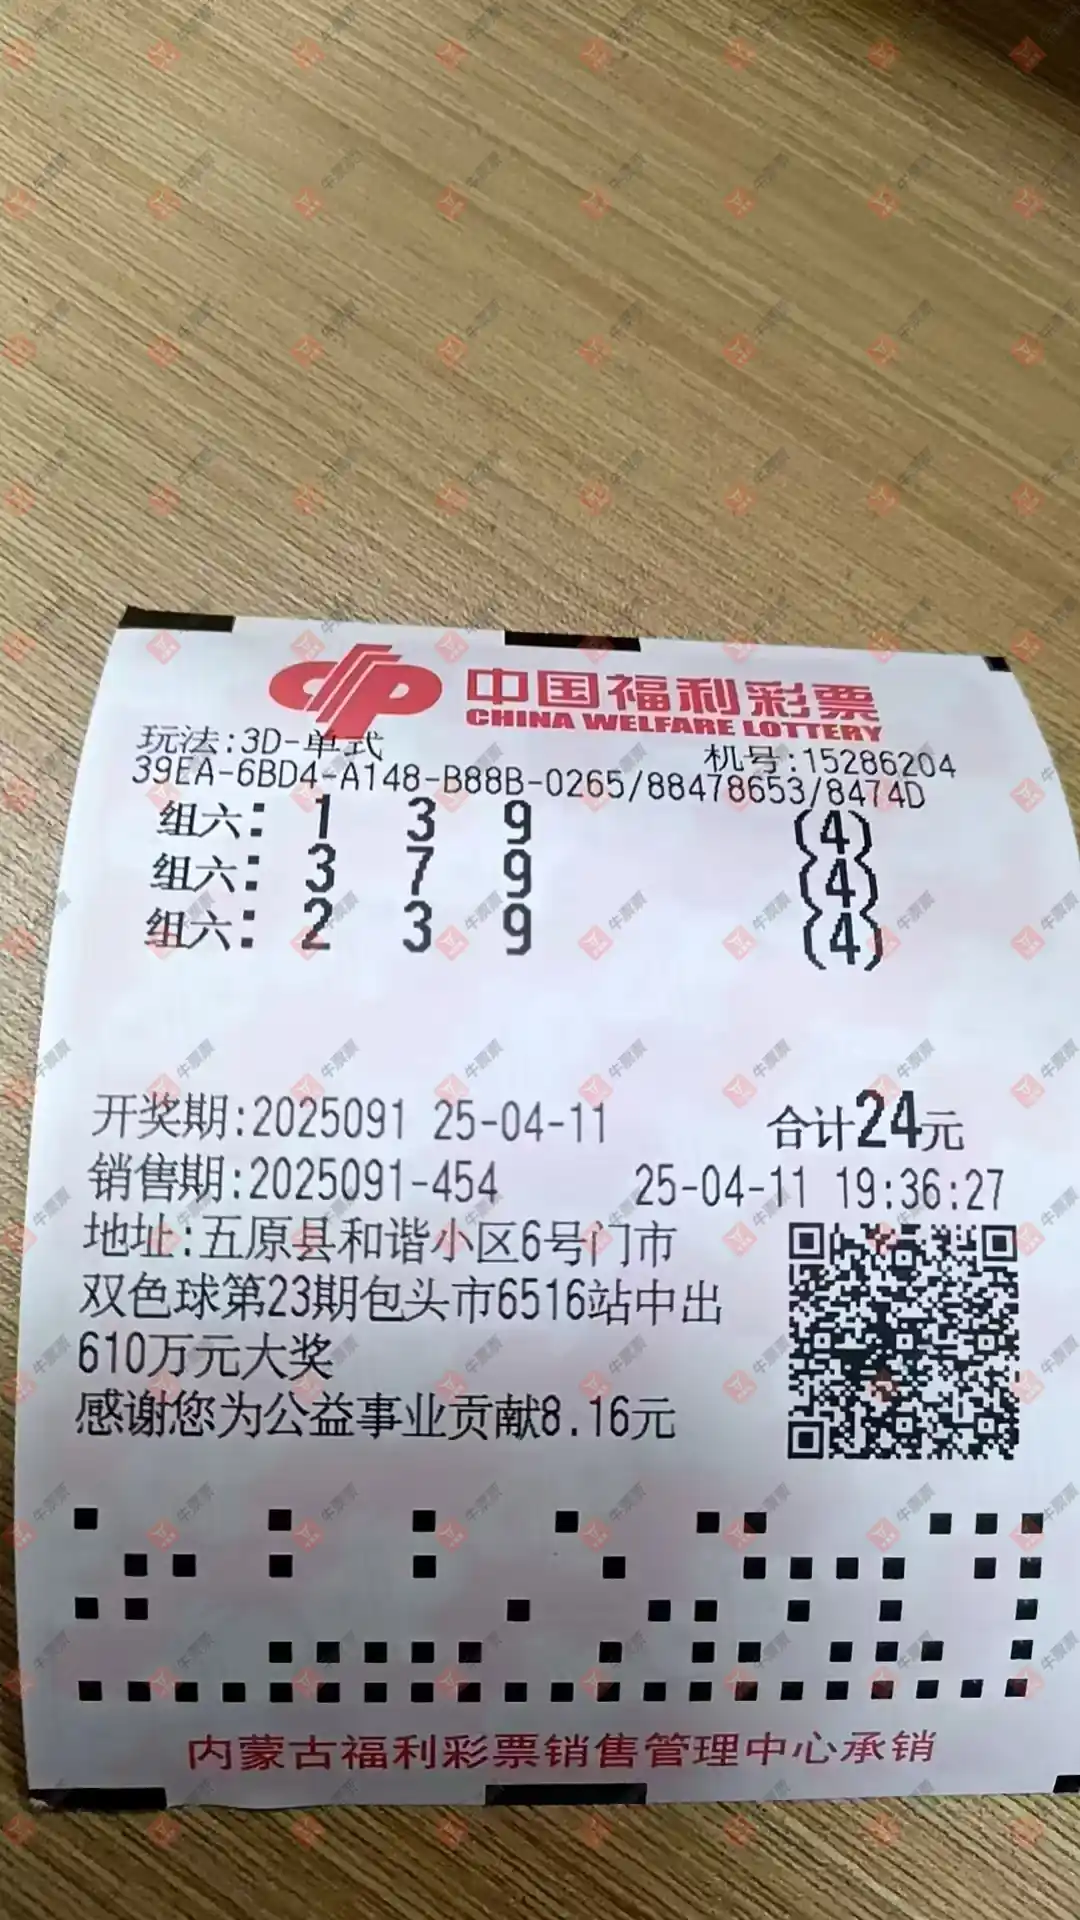 中国福利彩票
CHINA WELFARE LOTTERY
玩法:3D-单式 机号:15286204
39EA-6BD4-A148-B88B-0265/88478653/8474D
组六: 1 3 9 (4)
组六: 3 7 9 (4)
组六: 2 3 9 (4)
开奖期:2025091 25-04-11 合计24元
销售期:2025091-454 25-04-11 19:36:27
地址:五原县和谐小区6号门市
双色球第23期包头市6516站中出
610万元大奖
感谢您为公益事业贡献8.16元
内蒙古福利彩票销售管理中心承销
牛票票